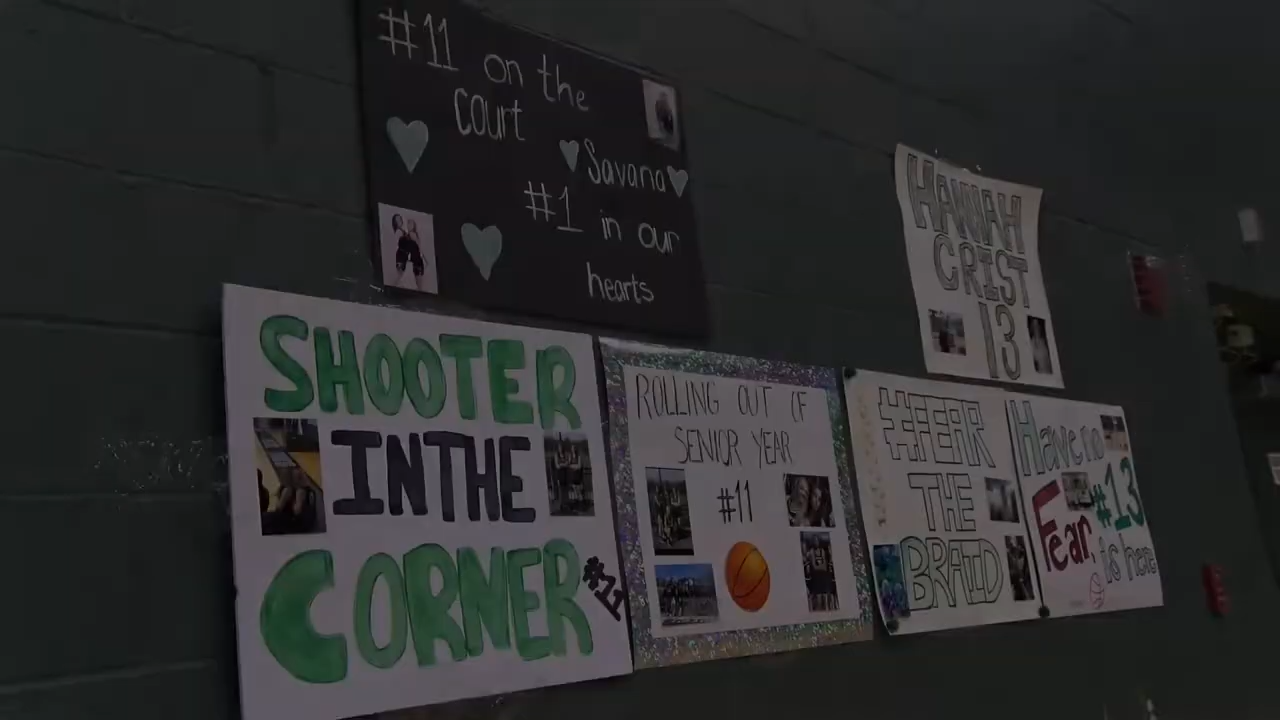 #11 on the
court
Savana
#1 in our
hearts
HANNAH
CRIST
13
SHOOTER
IN THE
CORNER
#11
ROLLING OUT OF
SENIOR YEAR
#11
#FEAR
THE
BRAID
Have no
Fear,
#13
is here